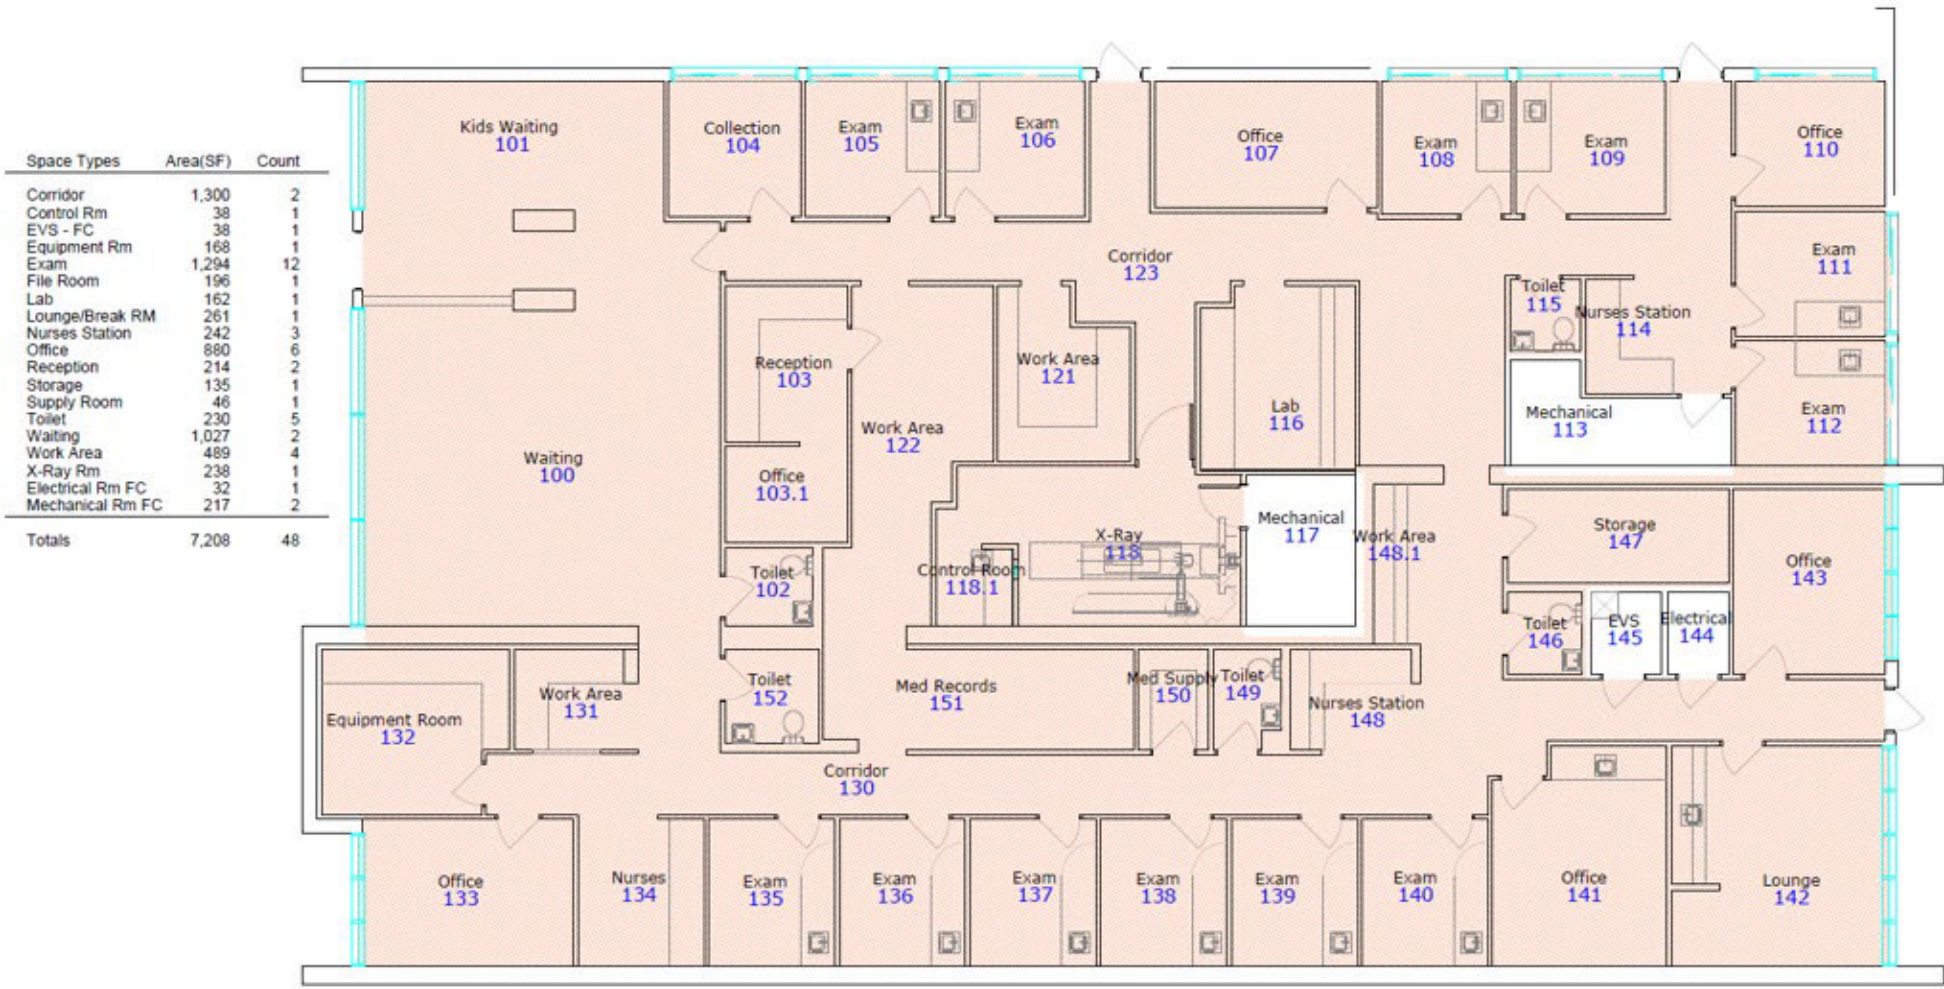 Space Types Area(SF) Count
Corridor 1,300 2
Control Rm 38 1
EVS - FC 38 1
Equipment Rm 168 1
Exam 1,294 12
File Room 196 1
Lab 162 1
Lounge/Break RM 261 1
Nurses Station 242 3
Office 880 6
Reception 214 2
Storage 135 1
Supply Room 46 1
Toilet 230 5
Waiting 1,027 2
Work Area 489 4
X-Ray Rm 238 1
Electrical Rm FC 32 1
Mechanical Rm FC 217 2
Totals 7,208 48
Kids Waiting
101
Collection
104
Exam
105
Exam
106
Office
107
Exam
108
Exam
109
Office
110
Corridor
123
Exam
111
Toilet
115
Nurses Station
114
Reception
103
Work Area
121
Lab
116
Mechanical
113
Exam
112
Work Area
122
Waiting
100
Office
103.1
X-Ray
118
Mechanical
117
Work Area
148.1
Storage
147
Office
143
Toilet
102
Control Room
118.1
Toilet
146
EVS
145
Electrical
144
Equipment Room
132
Work Area
131
Toilet
152
Med Records
151
Med Supply
150
Toilet
149
Nurses Station
148
Corridor
130
Office
133
Nurses
134
Exam
135
Exam
136
Exam
137
Exam
138
Exam
139
Exam
140
Office
141
Lounge
142